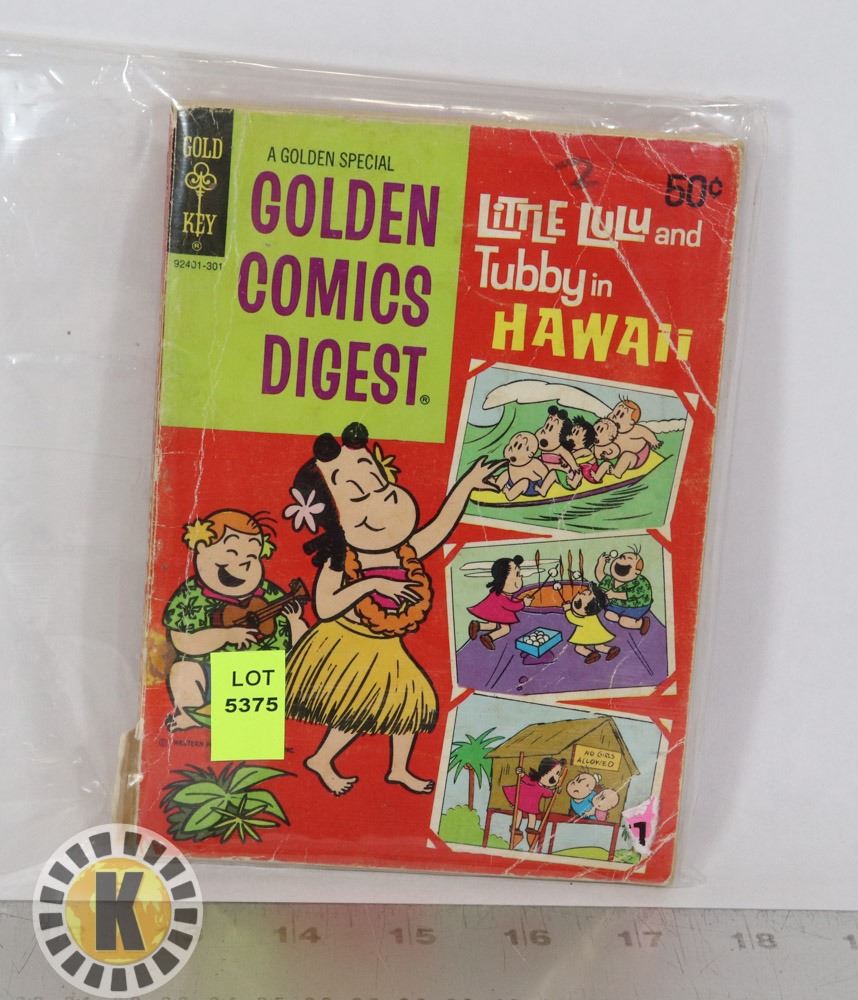 GOLD
KEY
®
92401-301
A GOLDEN SPECIAL
GOLDEN
COMICS
DIGEST®
50¢
LITTLE LULU and
Tubby in
HAWAII
NO GIRLS
ALLOWED
LOT
5375
K
14 15 16 17 18